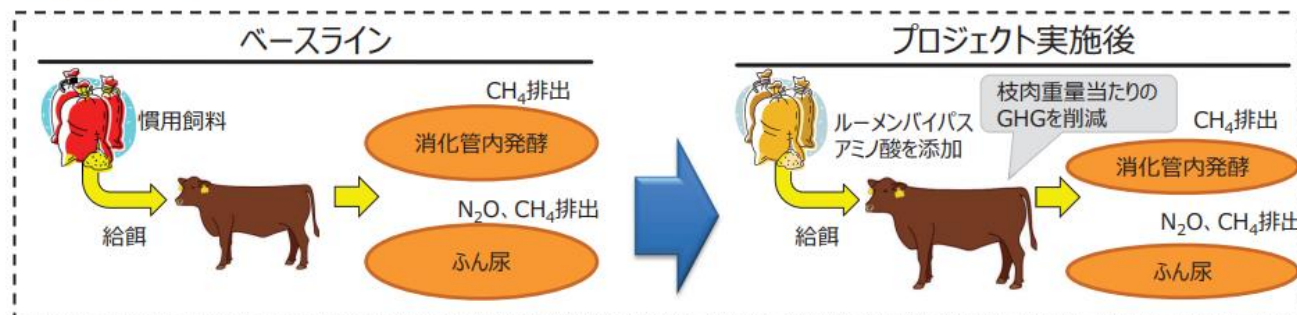 ベースライン
慣用飼料
給餌
CH₄排出
消化管内発酵
N₂O、CH₄排出
ふん尿
プロジェクト実施後
ルーメンバイパス
アミノ酸を添加
給餌
枝肉重量当たりの
GHGを削減
CH₄排出
消化管内発酵
N₂O、CH₄排出
ふん尿